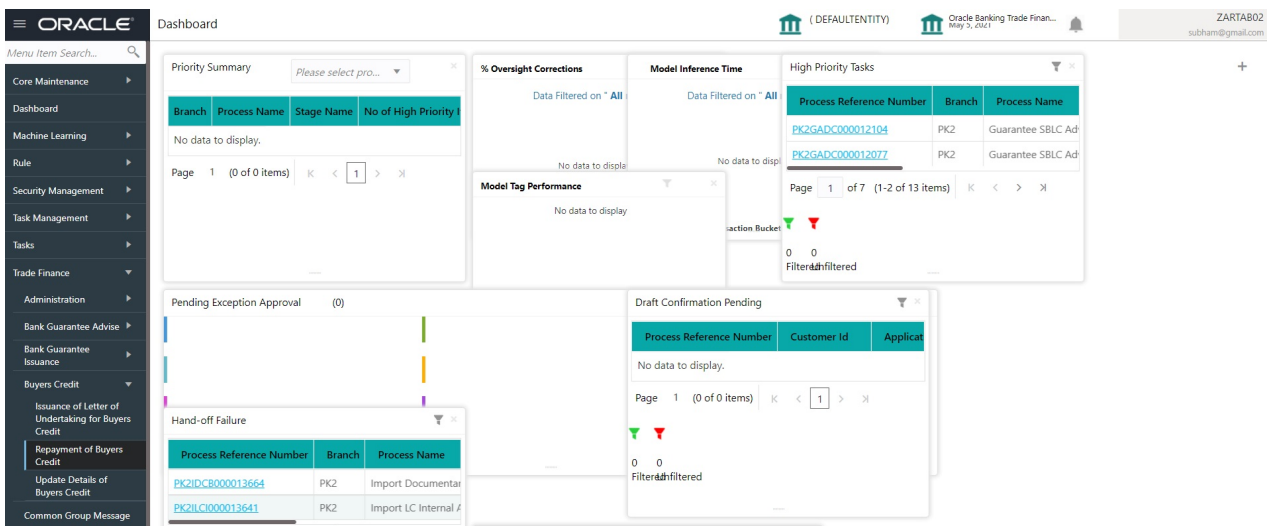 ORACLE
Dashboard
( DEFAULTENTITY)
Oracle Banking Trade Finan...
May 5, 2021
ZARTAB02
subham@gmail.com
Menu Item Search...
Core Maintenance
Dashboard
Machine Learning
Rule
Security Management
Task Management
Tasks
Trade Finance
Administration
Bank Guarantee Advise
Bank Guarantee
Issuance
Buyers Credit
Issuance of Letter of
Undertaking for Buyers
Credit
Repayment of Buyers
Credit
Update Details of
Buyers Credit
Common Group Message
Priority Summary
Please select pro...
Branch Process Name Stage Name No of High Priority
No data to display.
Page 1 (0 of 0 items) 1
% Oversight Corrections
Data Filtered on " All
No data to displa
Model Inference Time
Data Filtered on " All
No data to displ
saction Bucket
Model Tag Performance
No data to display
High Priority Tasks
Process Reference Number Branch Process Name
PK2GADC000012104 PK2 Guarantee SBLC Ad
PK2GADC000012077 PK2 Guarantee SBLC Ad
Page 1 of 7 (1-2 of 13 items)
0 0
Filtered Unfiltered
Pending Exception Approval (0)
Draft Confirmation Pending
Process Reference Number Customer Id Applicat
No data to display.
Page 1 (0 of 0 items) 1
0 0
Filtered Unfiltered
Hand-off Failure
Process Reference Number Branch Process Name
PK2IDCB000013664 PK2 Import Documentar
PK2ILCI000013641 PK2 Import LC Internal A